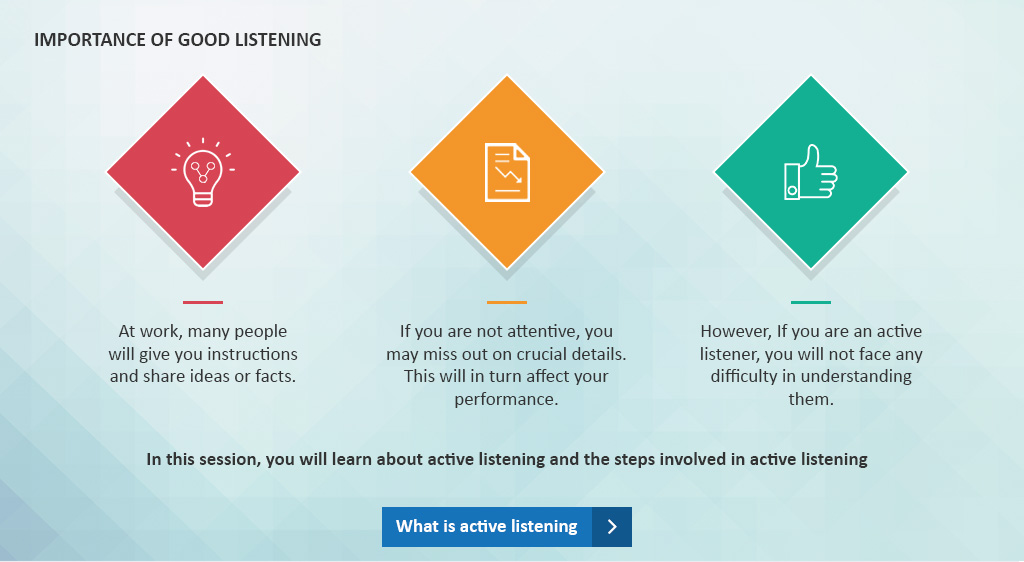 IMPORTANCE OF GOOD LISTENING
At work, many people
will give you instructions
and share ideas or facts.
If you are not attentive, you
may miss out on crucial details.
This will in turn affect your
performance.
However, If you are an active
listener, you will not face any
difficulty in understanding
them.
In this session, you will learn about active listening and the steps involved in active listening
What is active listening